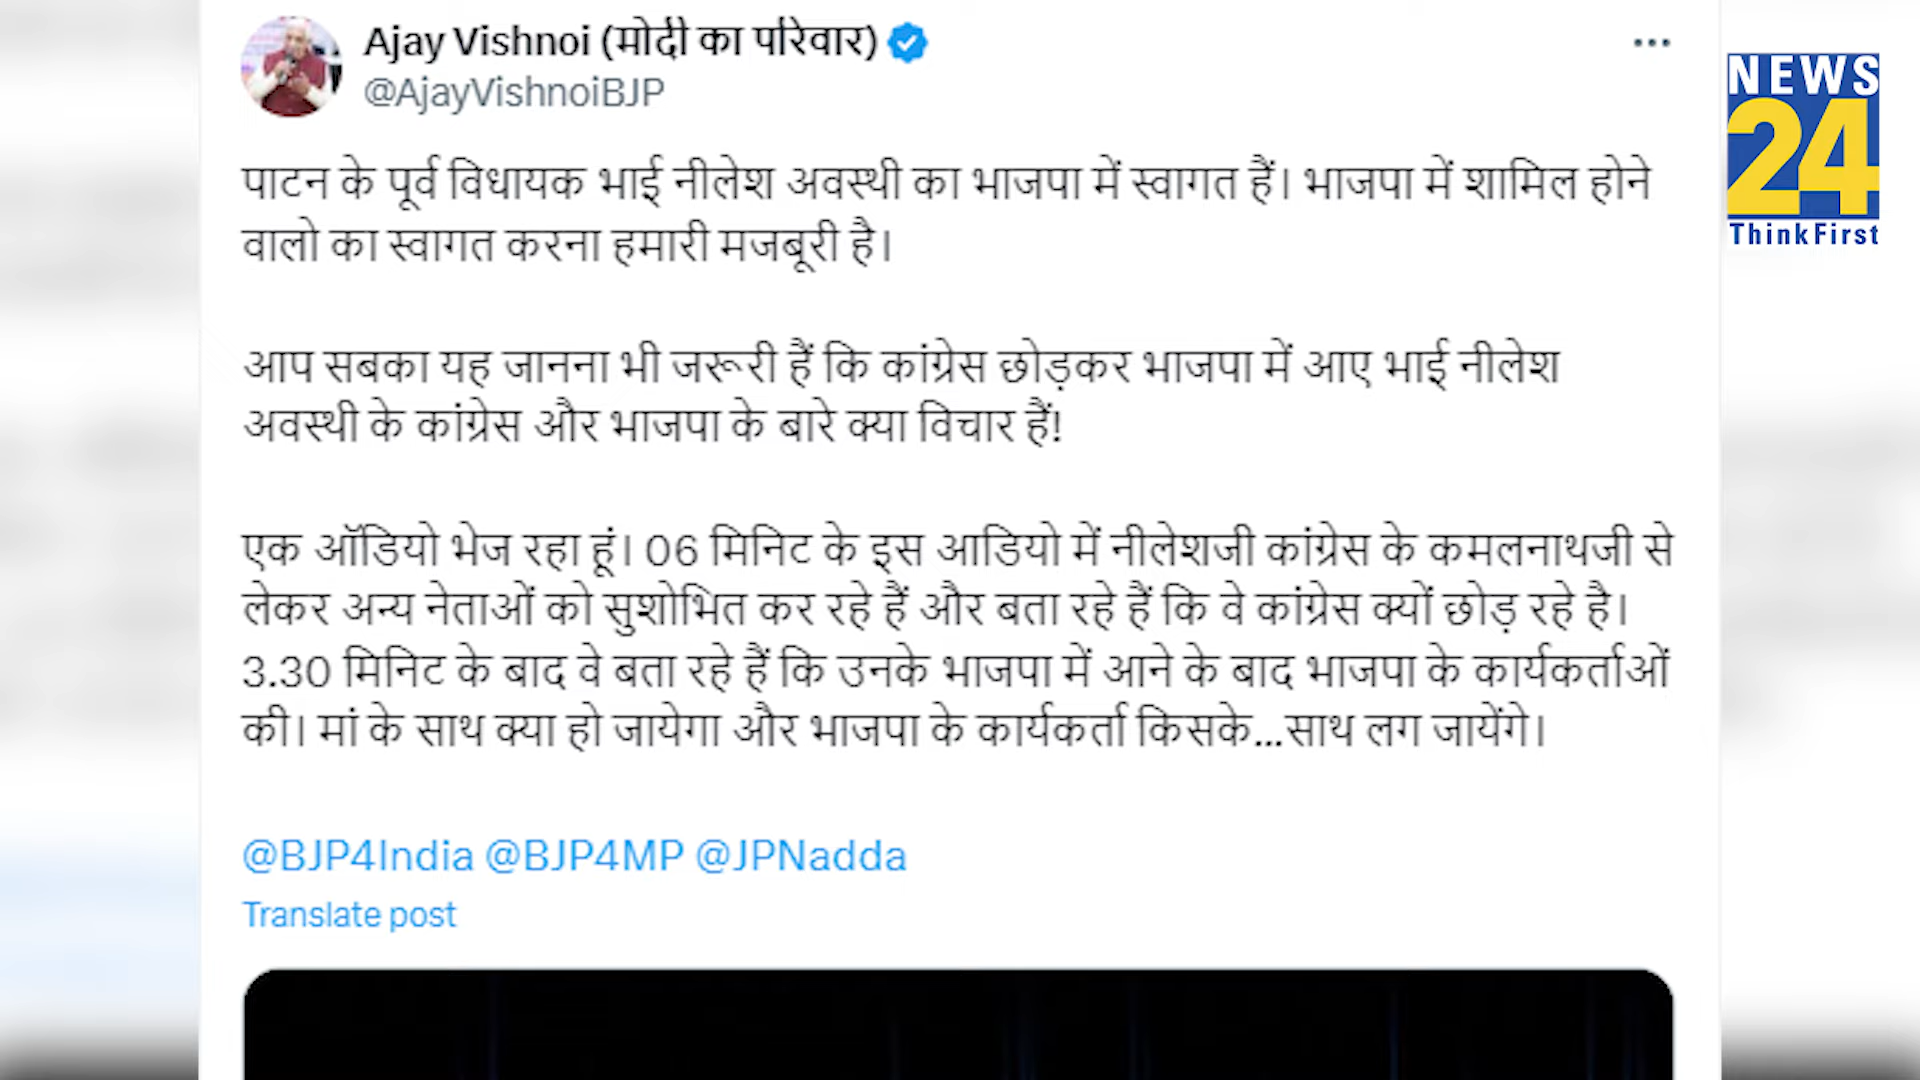 Ajay Vishnoi (मोदी का परिवार)
@AjayVishnoiBJP
NEWS
24
Think First
पाटन के पूर्व विधायक भाई नीलेश अवस्थी का भाजपा में स्वागत हैं। भाजपा में शामिल होने
वालो का स्वागत करना हमारी मजबूरी है।
आप सबका यह जानना भी जरूरी हैं कि कांग्रेस छोड़कर भाजपा में आए भाई नीलेश
अवस्थी के कांग्रेस और भाजपा के बारे क्या विचार हैं!
एक ऑडियो भेज रहा हूं। 06 मिनिट के इस आडियो में नीलेशजी कांग्रेस के कमलनाथजी से
लेकर अन्य नेताओं को सुशोभित कर रहे हैं और बता रहे हैं कि वे कांग्रेस क्यों छोड़ रहे है।
3.30 मिनिट के बाद वे बता रहे हैं कि उनके भाजपा में आने के बाद भाजपा के कार्यकर्ताओं
की। मां के साथ क्या हो जायेगा और भाजपा के कार्यकर्ता किसके...साथ लग जायेंगे।
@BJP4India @BJP4MP @JPNadda
Translate post